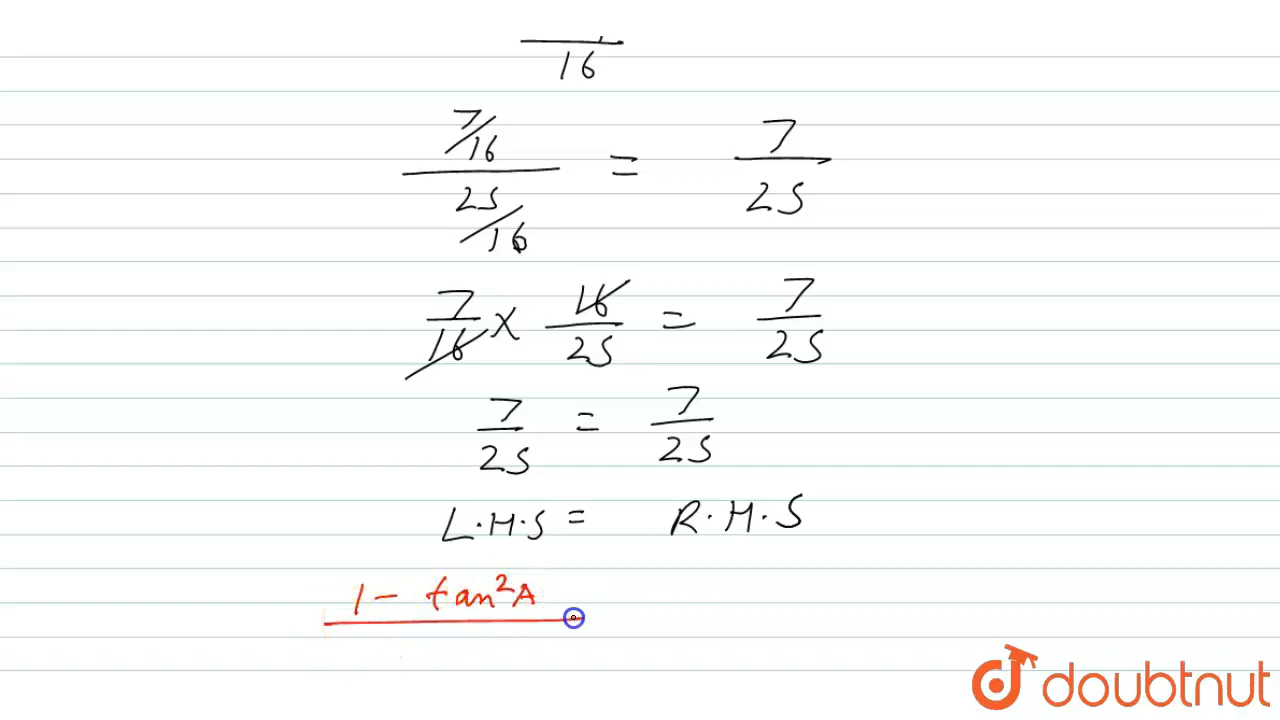 16
7/16 / 25/16 = 7/25
7/16 × 16/25 = 7/25
7/25 = 7/25
L.H.S = R.H.S
1 - tan²A
doubtnut